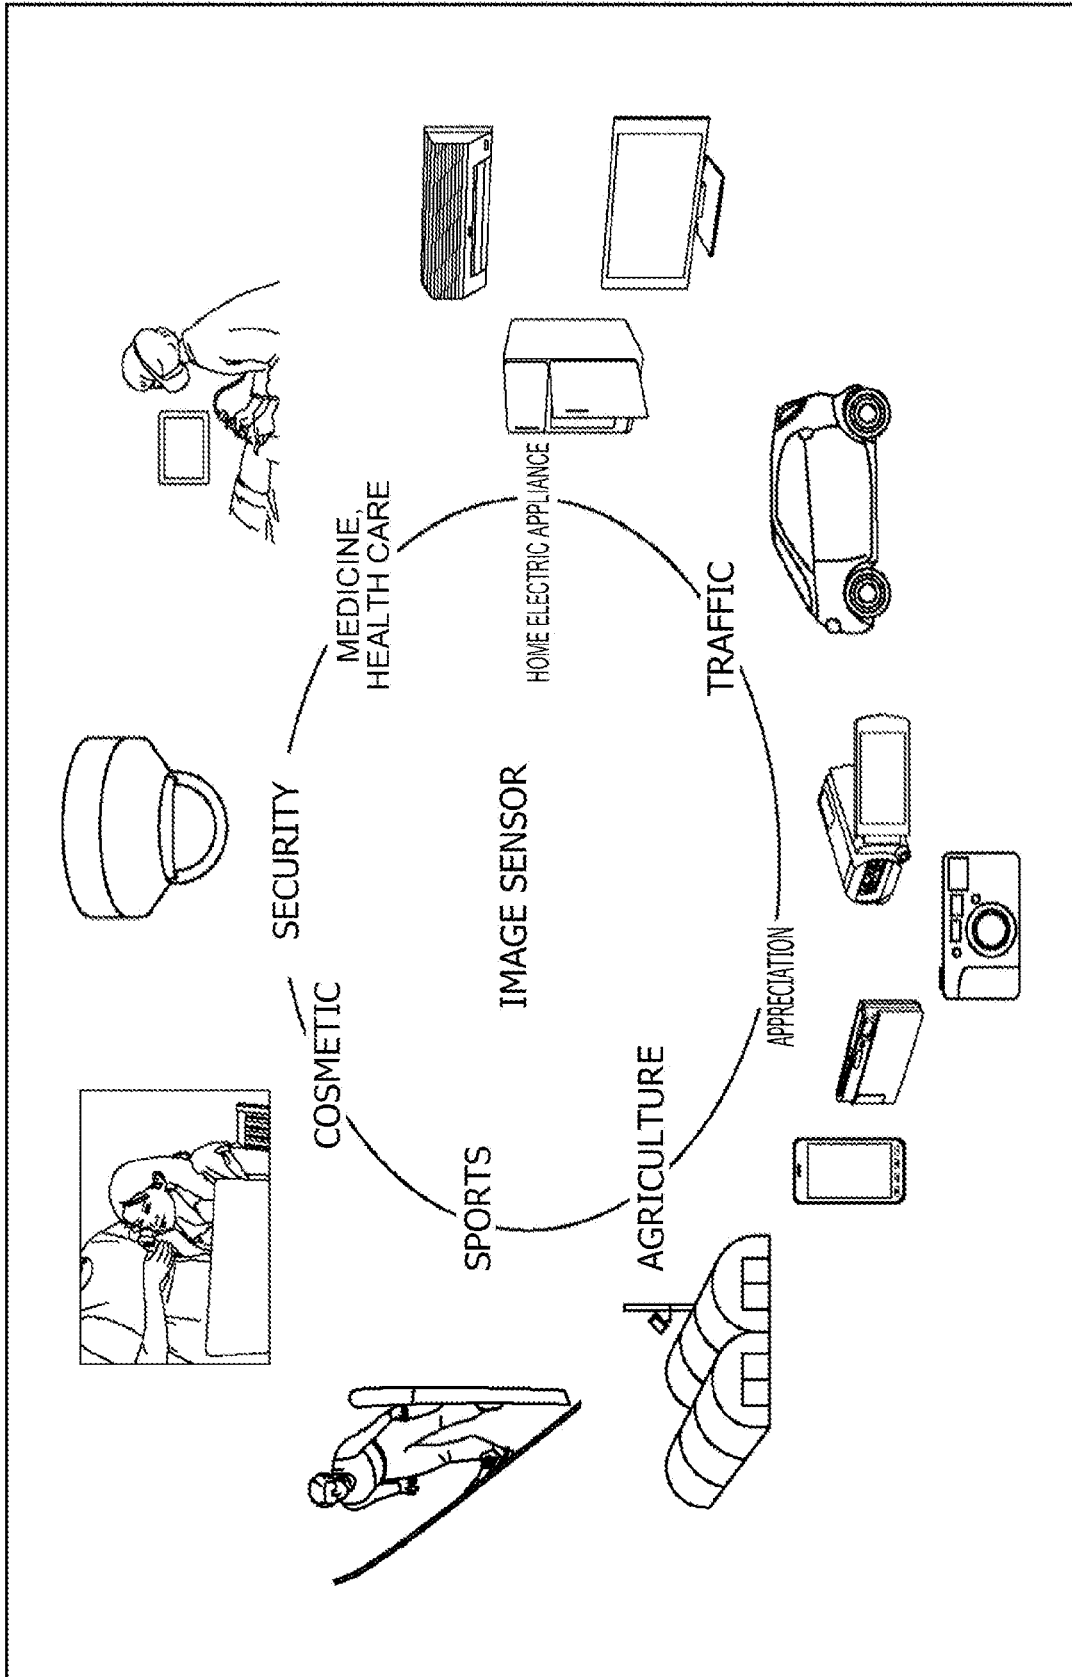 SECURITY
COSMETIC
MEDICINE,
HEALTH CARE
SPORTS
IMAGE SENSOR
HOME ELECTRIC APPLIANCE
AGRICULTURE
TRAFFIC
APPRECIATION